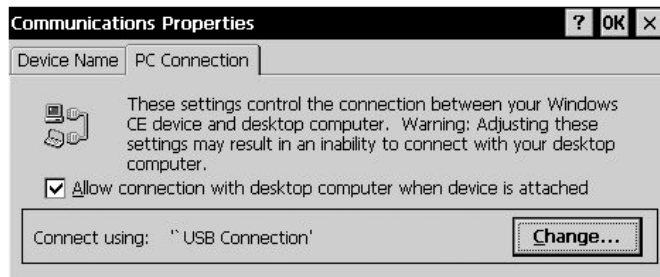 Communications Properties ? OK ×
Device Name PC Connection
These settings control the connection between your Windows
CE device and desktop computer. Warning: Adjusting these
settings may result in an inability to connect with your desktop
computer.
Allow connection with desktop computer when device is attached
Connect using: '`USB Connection' Change...